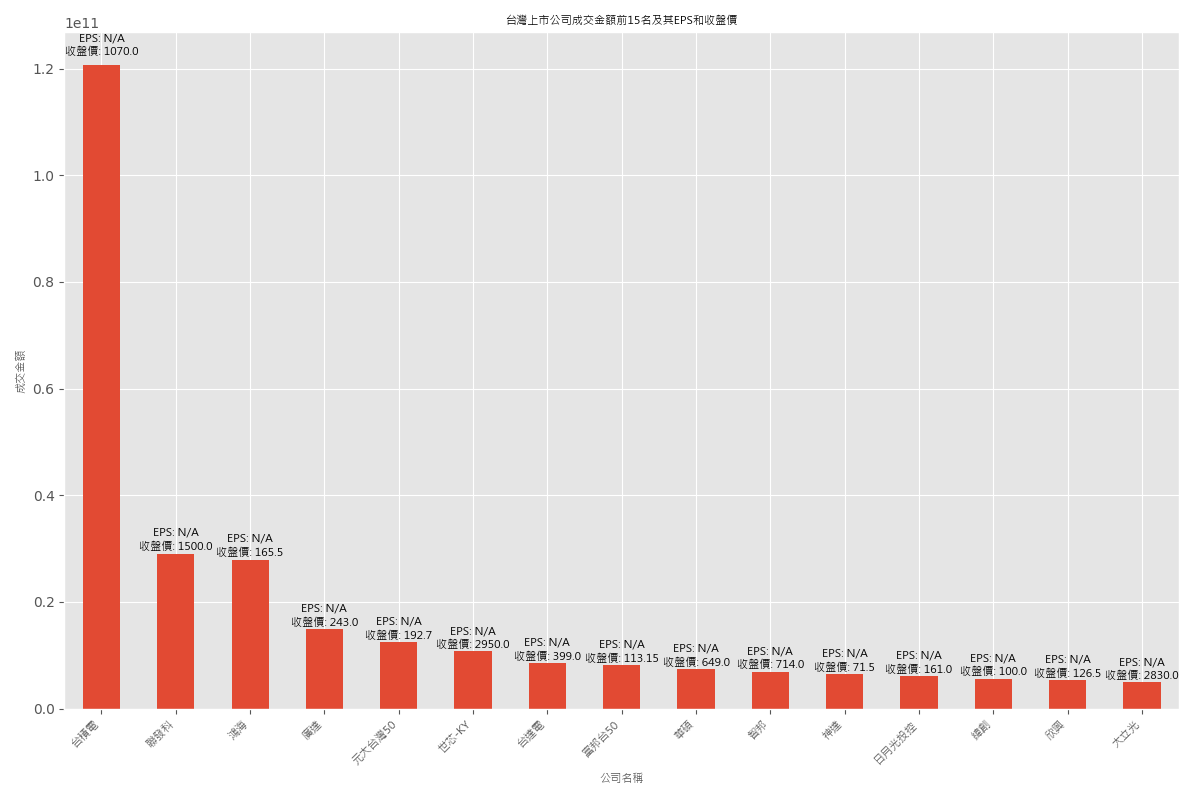 台灣上市公司成交金額前15名及其EPS和收盤價
1e11
1.2
1.0
0.8
0.6
0.4
0.2
0.0
成交金額
EPS: N/A
收盤價: 1070.0
EPS: N/A
收盤價: 1500.0
EPS: N/A
收盤價: 165.5
EPS: N/A
收盤價: 243.0
EPS: N/A
收盤價: 192.7
EPS: N/A
收盤價: 2950.0
EPS: N/A
收盤價: 399.0
EPS: N/A
收盤價: 113.15
EPS: N/A
收盤價: 649.0
EPS: N/A
收盤價: 714.0
EPS: N/A
收盤價: 71.5
EPS: N/A
收盤價: 161.0
EPS: N/A
收盤價: 100.0
EPS: N/A
收盤價: 126.5
EPS: N/A
收盤價: 2830.0
台積電
聯發科
鴻海
廣達
元大台灣50
世芯-KY
台達電
富邦台50
華碩
智邦
神達
日月光投控
緯創
欣興
大立光
公司名稱